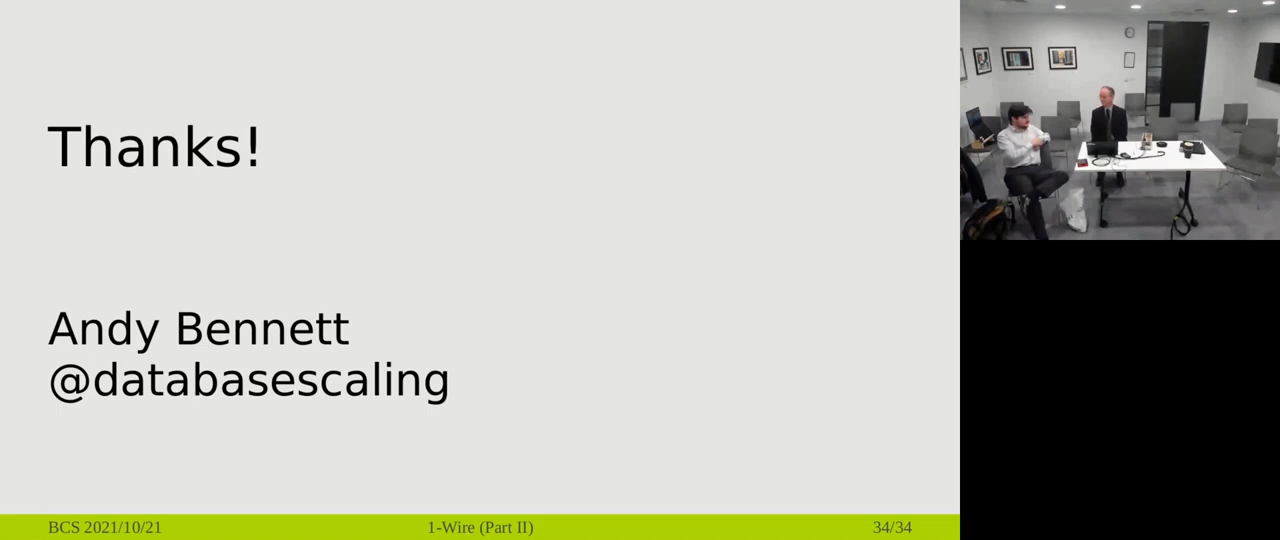 Thanks!
Andy Bennett
@databasescaling
BCS 2021/10/21
1-Wire (Part II)
34/34